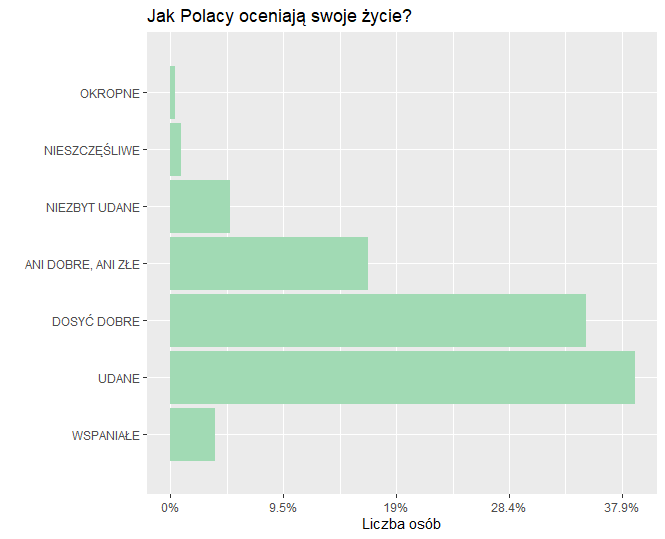 Jak Polacy oceniają swoje życie?
OKROPNE
NIESZCZĘŚLIWE
NIEZBYT UDANE
ANI DOBRE, ANI ZŁE
DOSYĆ DOBRE
UDANE
WSPANIAŁE
0% 9.5% 19% 28.4% 37.9%
Liczba osób